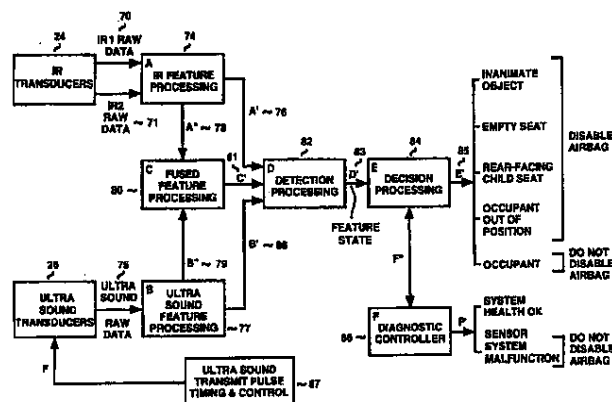 70
24
IR1 RAW
DATA
74
IR
TRANSDUCERS
A
IR FEATURE
PROCESSING
IR2
RAW
DATA
71
A' ~ 76
A" ~ 78
82
84
85
80
C
FUSED
FEATURE
PROCESSING
81
C'
D
DETECTION
PROCESSING
83
D'
FEATURE
STATE
E
DECISION
PROCESSING
E'
INANIMATE
OBJECT
EMPTY SEAT
REAR-FACING
CHILD SEAT
OCCUPANT
OUT OF
POSITION
DISABLE
AIRBAG
OCCUPANT
DO NOT
DISABLE
AIRBAG
B" ~ 79
B' ~
F"
26
ULTRA
SOUND
TRANSDUCERS
ULTRA
SOUND
75
RAW
DATA
B
ULTRA
SOUND
FEATURE
PROCESSING
77
F
DIAGNOSTIC
CONTROLLER
F'
SYSTEM
HEALTH OK
SENSOR
SYSTEM
MALFUNCTION
DO NOT
DISABLE
AIRBAG
F
ULTRA SOUND
TRANSMIT PULSE
TIMING & CONTROL